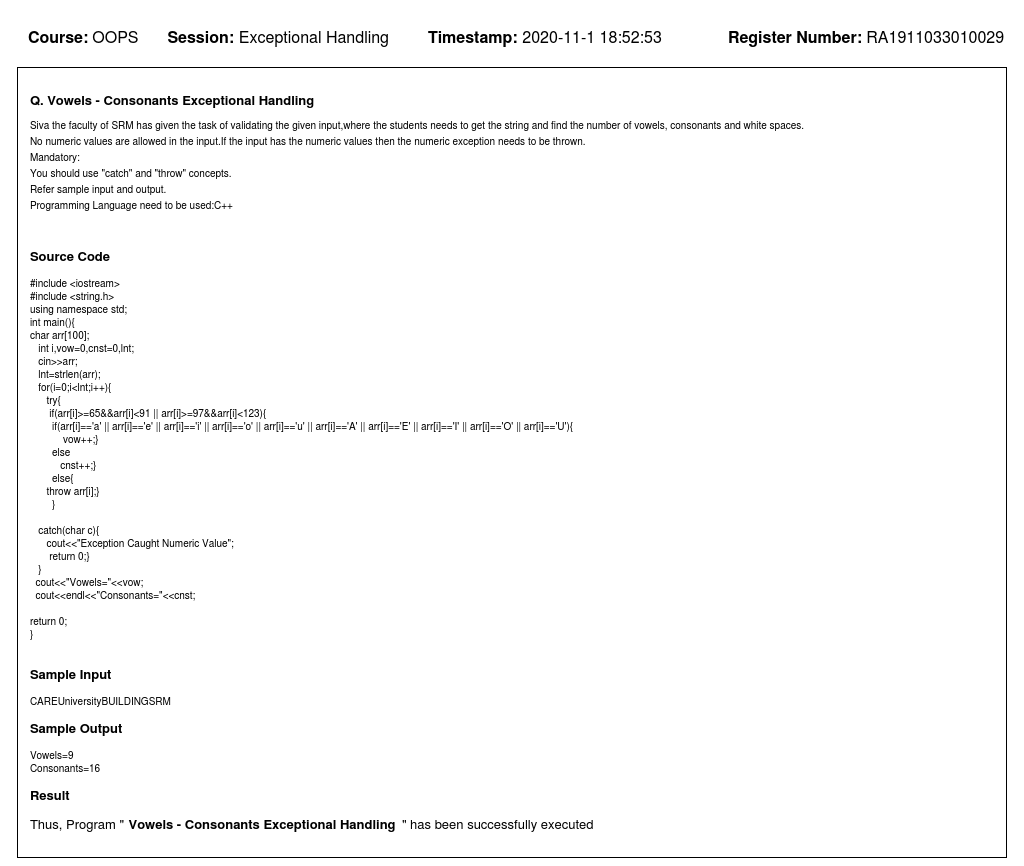 Course: OOPS Session: Exceptional Handling Timestamp: 2020-11-1 18:52:53 Register Number: RA1911033010029
Q. Vowels - Consonants Exceptional Handling
Siva the faculty of SRM has given the task of validating the given input,where the students needs to get the string and find the number of vowels, consonants and white spaces.
No numeric values are allowed in the input.If the input has the numeric values then the numeric exception needs to be thrown.
Mandatory:
You should use "catch" and "throw" concepts.
Refer sample input and output.
Programming Language need to be used:C++
Source Code
#include <iostream>
#include <string.h>
using namespace std;
int main(){
char arr[100];
int i,vow=0,cnst=0,lnt;
cin>>arr;
lnt=strlen(arr);
for(i=0;i<lnt;i++){
try{
if(arr[i]>=65&&arr[i]<91 || arr[i]>=97&&arr[i]<123){
if(arr[i]=='a' || arr[i]=='e' || arr[i]=='i' || arr[i]=='o' || arr[i]=='u' || arr[i]=='A' || arr[i]=='E' || arr[i]=='I' || arr[i]=='O' || arr[i]=='U'){
vow++;}
else
cnst++;}
else{
throw arr[i];}
}
catch(char c){
cout<<"Exception Caught Numeric Value";
return 0;}
}
cout<<"Vowels="<<vow;
cout<<endl<<"Consonants="<<cnst;
return 0;
}
Sample Input
CAREUniversityBUILDINGSRM
Sample Output
Vowels=9
Consonants=16
Result
Thus, Program " Vowels - Consonants Exceptional Handling " has been successfully executed